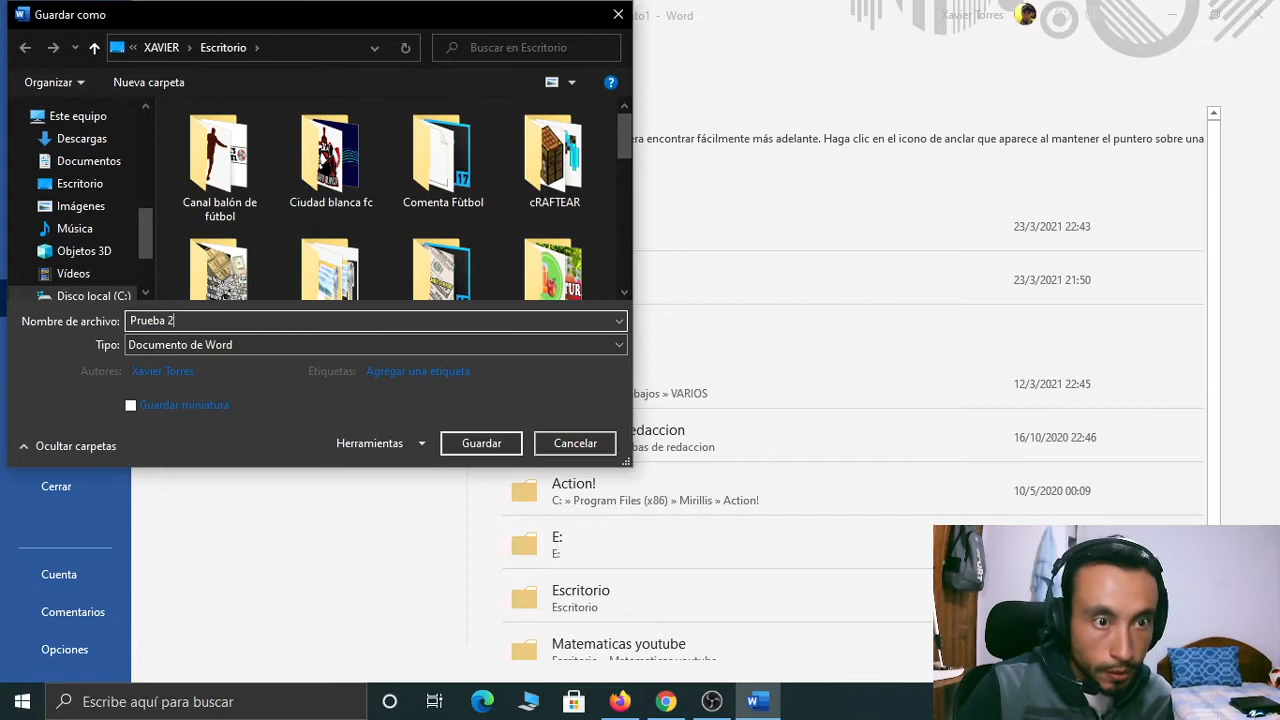 Guardar como
to1 - Word
Xavier Torres
XAVIER
Escritorio
Buscar en Escritorio
Organizar
Nueva carpeta
Este equipo
Descargas
Documentos
Escritorio
Imágenes
Música
Objetos 3D
Vídeos
Disco local (C:)
Canal balón de
fútbol
Ciudad blanca fc
Comenta Fùtbol
cRAFTEAR
era encontrar fácilmente más adelante. Haga clic en el icono de anclar que aparece al mantener el puntero sobre una
23/3/2021 22:43
23/3/2021 21:50
Nombre de archivo: Prueba 2
Tipo: Documento de Word
Autores: Xavier Torres
Etiquetas: Agregar una etiqueta
Guardar miniatura
Ocultar carpetas
Herramientas
Guardar
Cancelar
12/3/2021 22:45
bajos » VARIOS
edaccion
bas de redaccion
16/10/2020 22:46
Action!
C: » Program Files (x86) » Mirillis » Action!
10/5/2020 00:09
E:
E:
Escritorio
Escritorio
Matematicas youtube
Escritorio » Matematicas youtube
Cerrar
Cuenta
Comentarios
Opciones
Escribe aquí para buscar